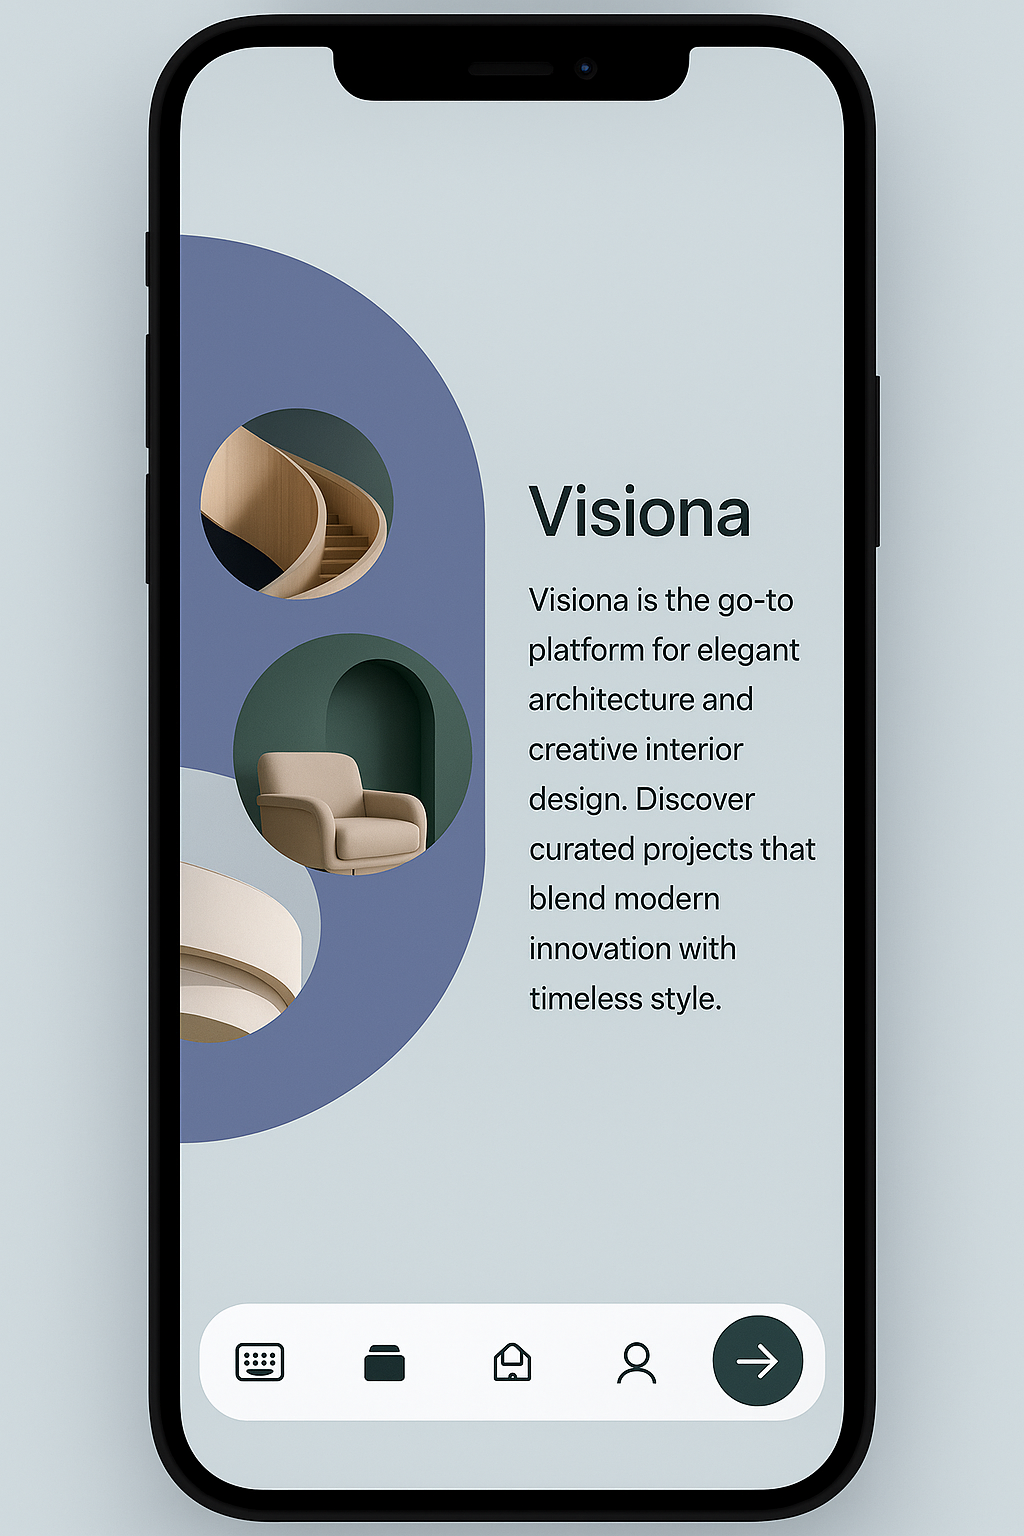 Visiona
Visiona is the go-to
platform for elegant
architecture and
creative interior
design. Discover
curated projects that
blend modern
innovation with
timeless style.